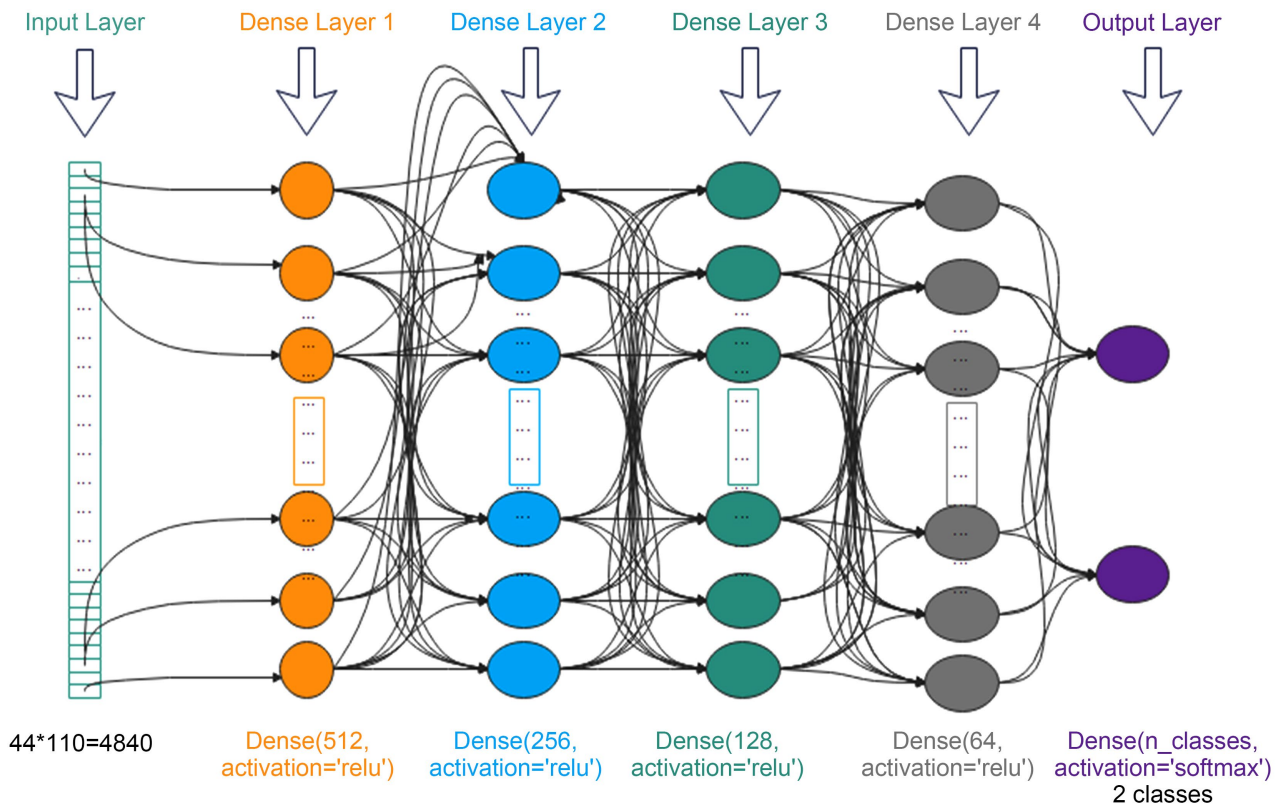 Input Layer
Dense Layer 1
Dense Layer 2
Dense Layer 3
Dense Layer 4
Output Layer
44*110=4840
Dense(512,
activation='relu')
Dense(256,
activation='relu')
Dense(128,
activation='relu')
Dense(64,
activation='relu')
Dense(n_classes,
activation='softmax')
2 classes